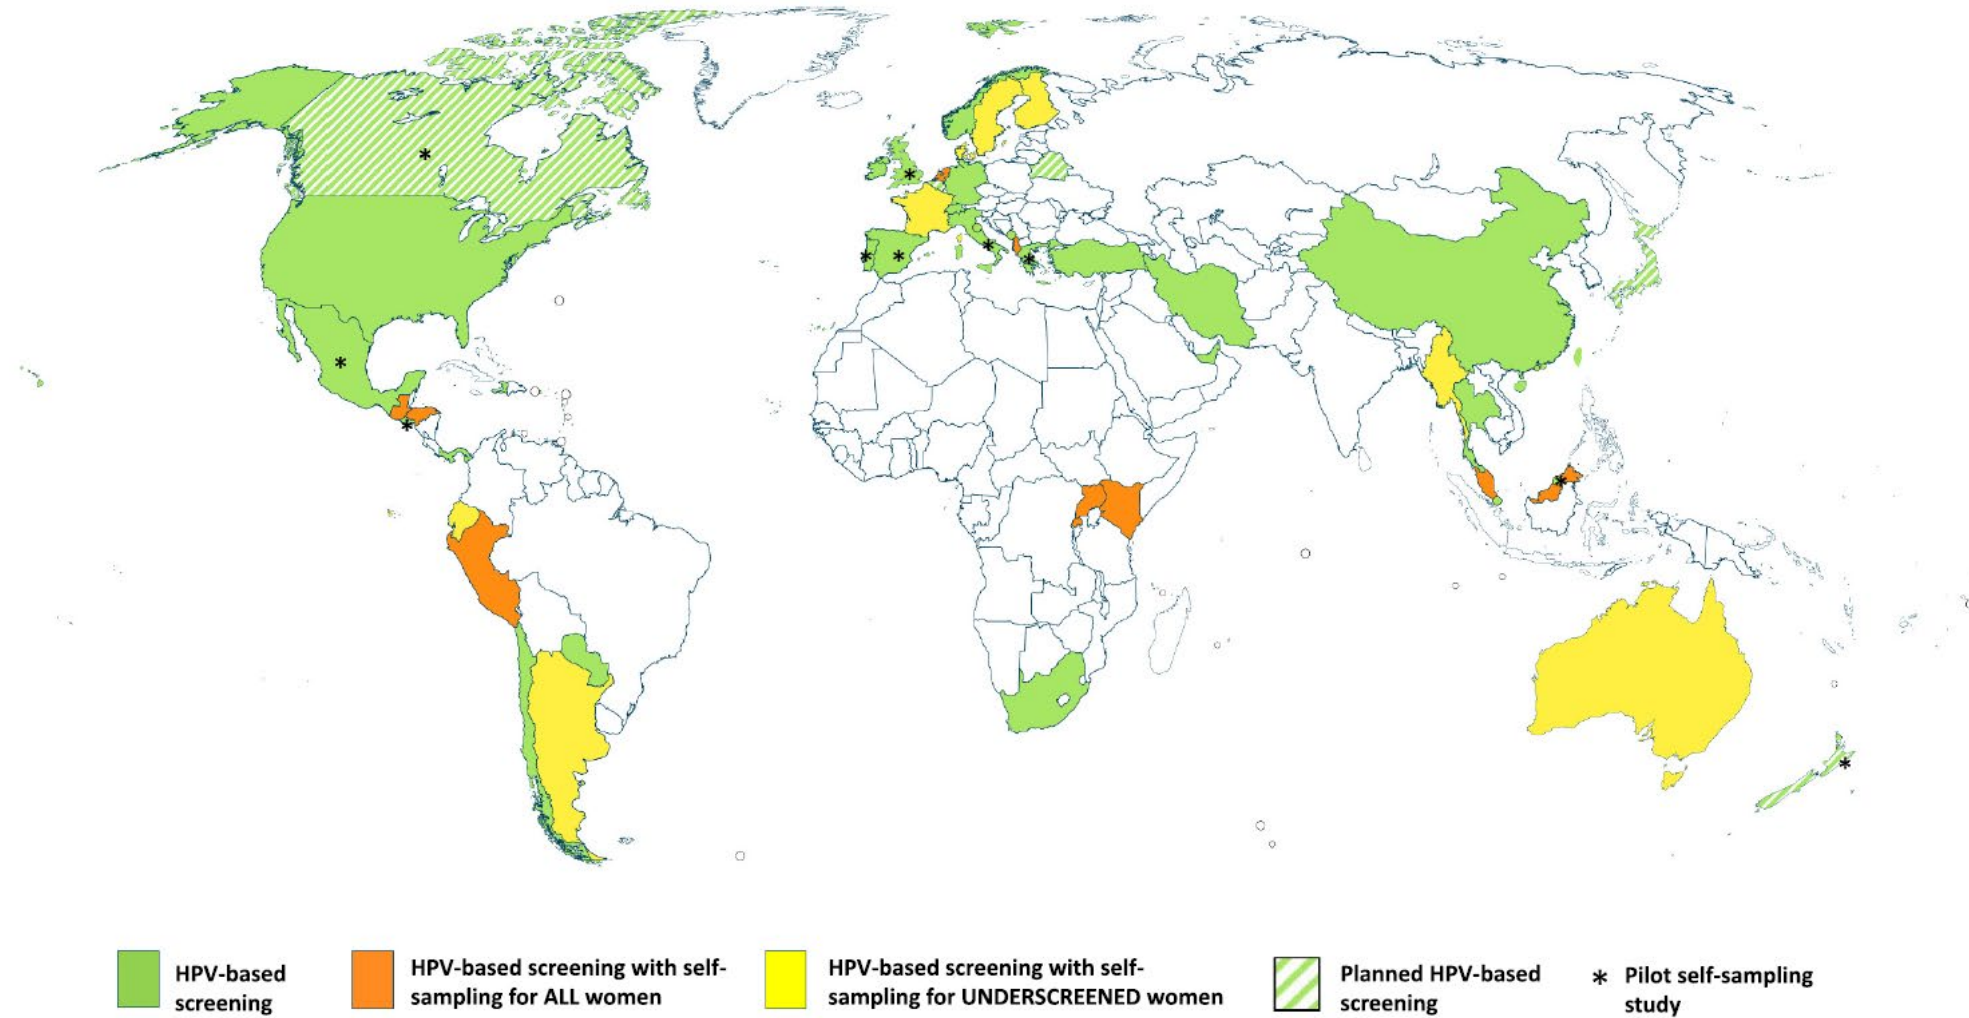 HPV-based
screening
HPV-based screening with self-
sampling for ALL women
HPV-based screening with self-
sampling for UNDERSCREENED women
Planned HPV-based
screening
* Pilot self-sampling
study